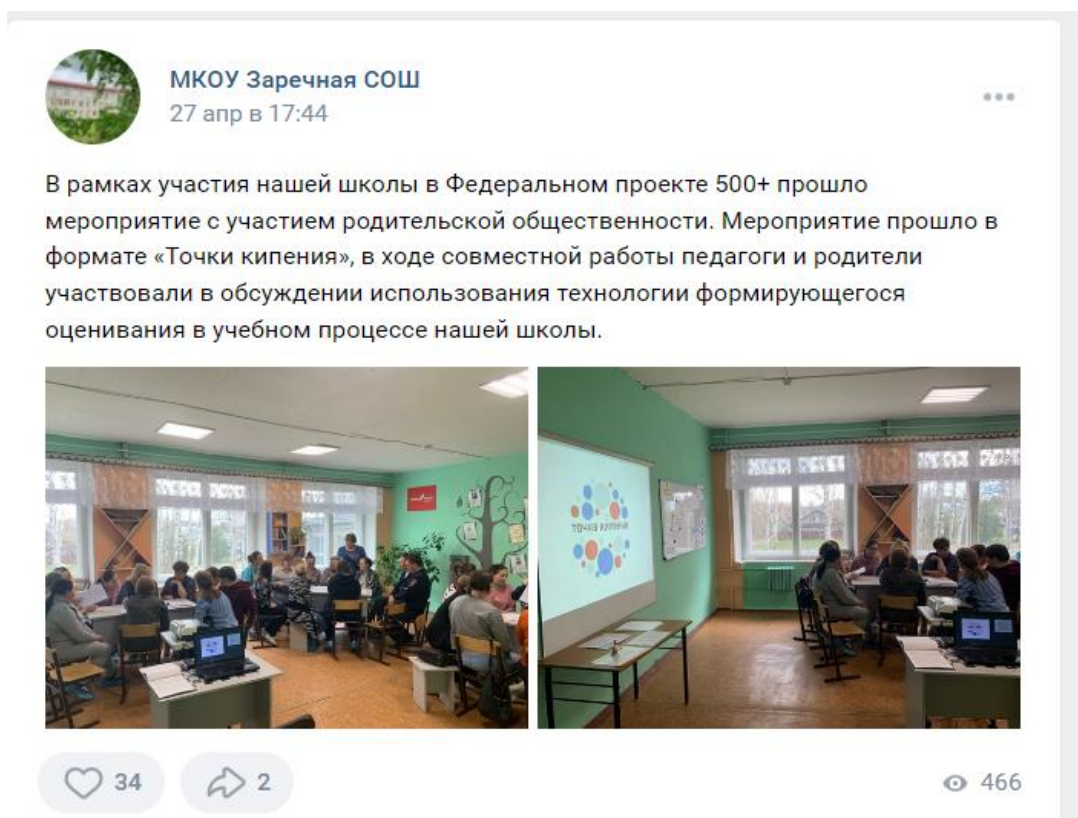 МКОУ Заречная СОШ
27 апр в 17:44
В рамках участия нашей школы в Федеральном проекте 500+ прошло
мероприятие с участием родительской общественности. Мероприятие прошло в
формате «Точки кипения», в ходе совместной работы педагоги и родители
участвовали в обсуждении использования технологии формирующегося
оценивания в учебном процессе нашей школы.
точка кипения
34
2
466